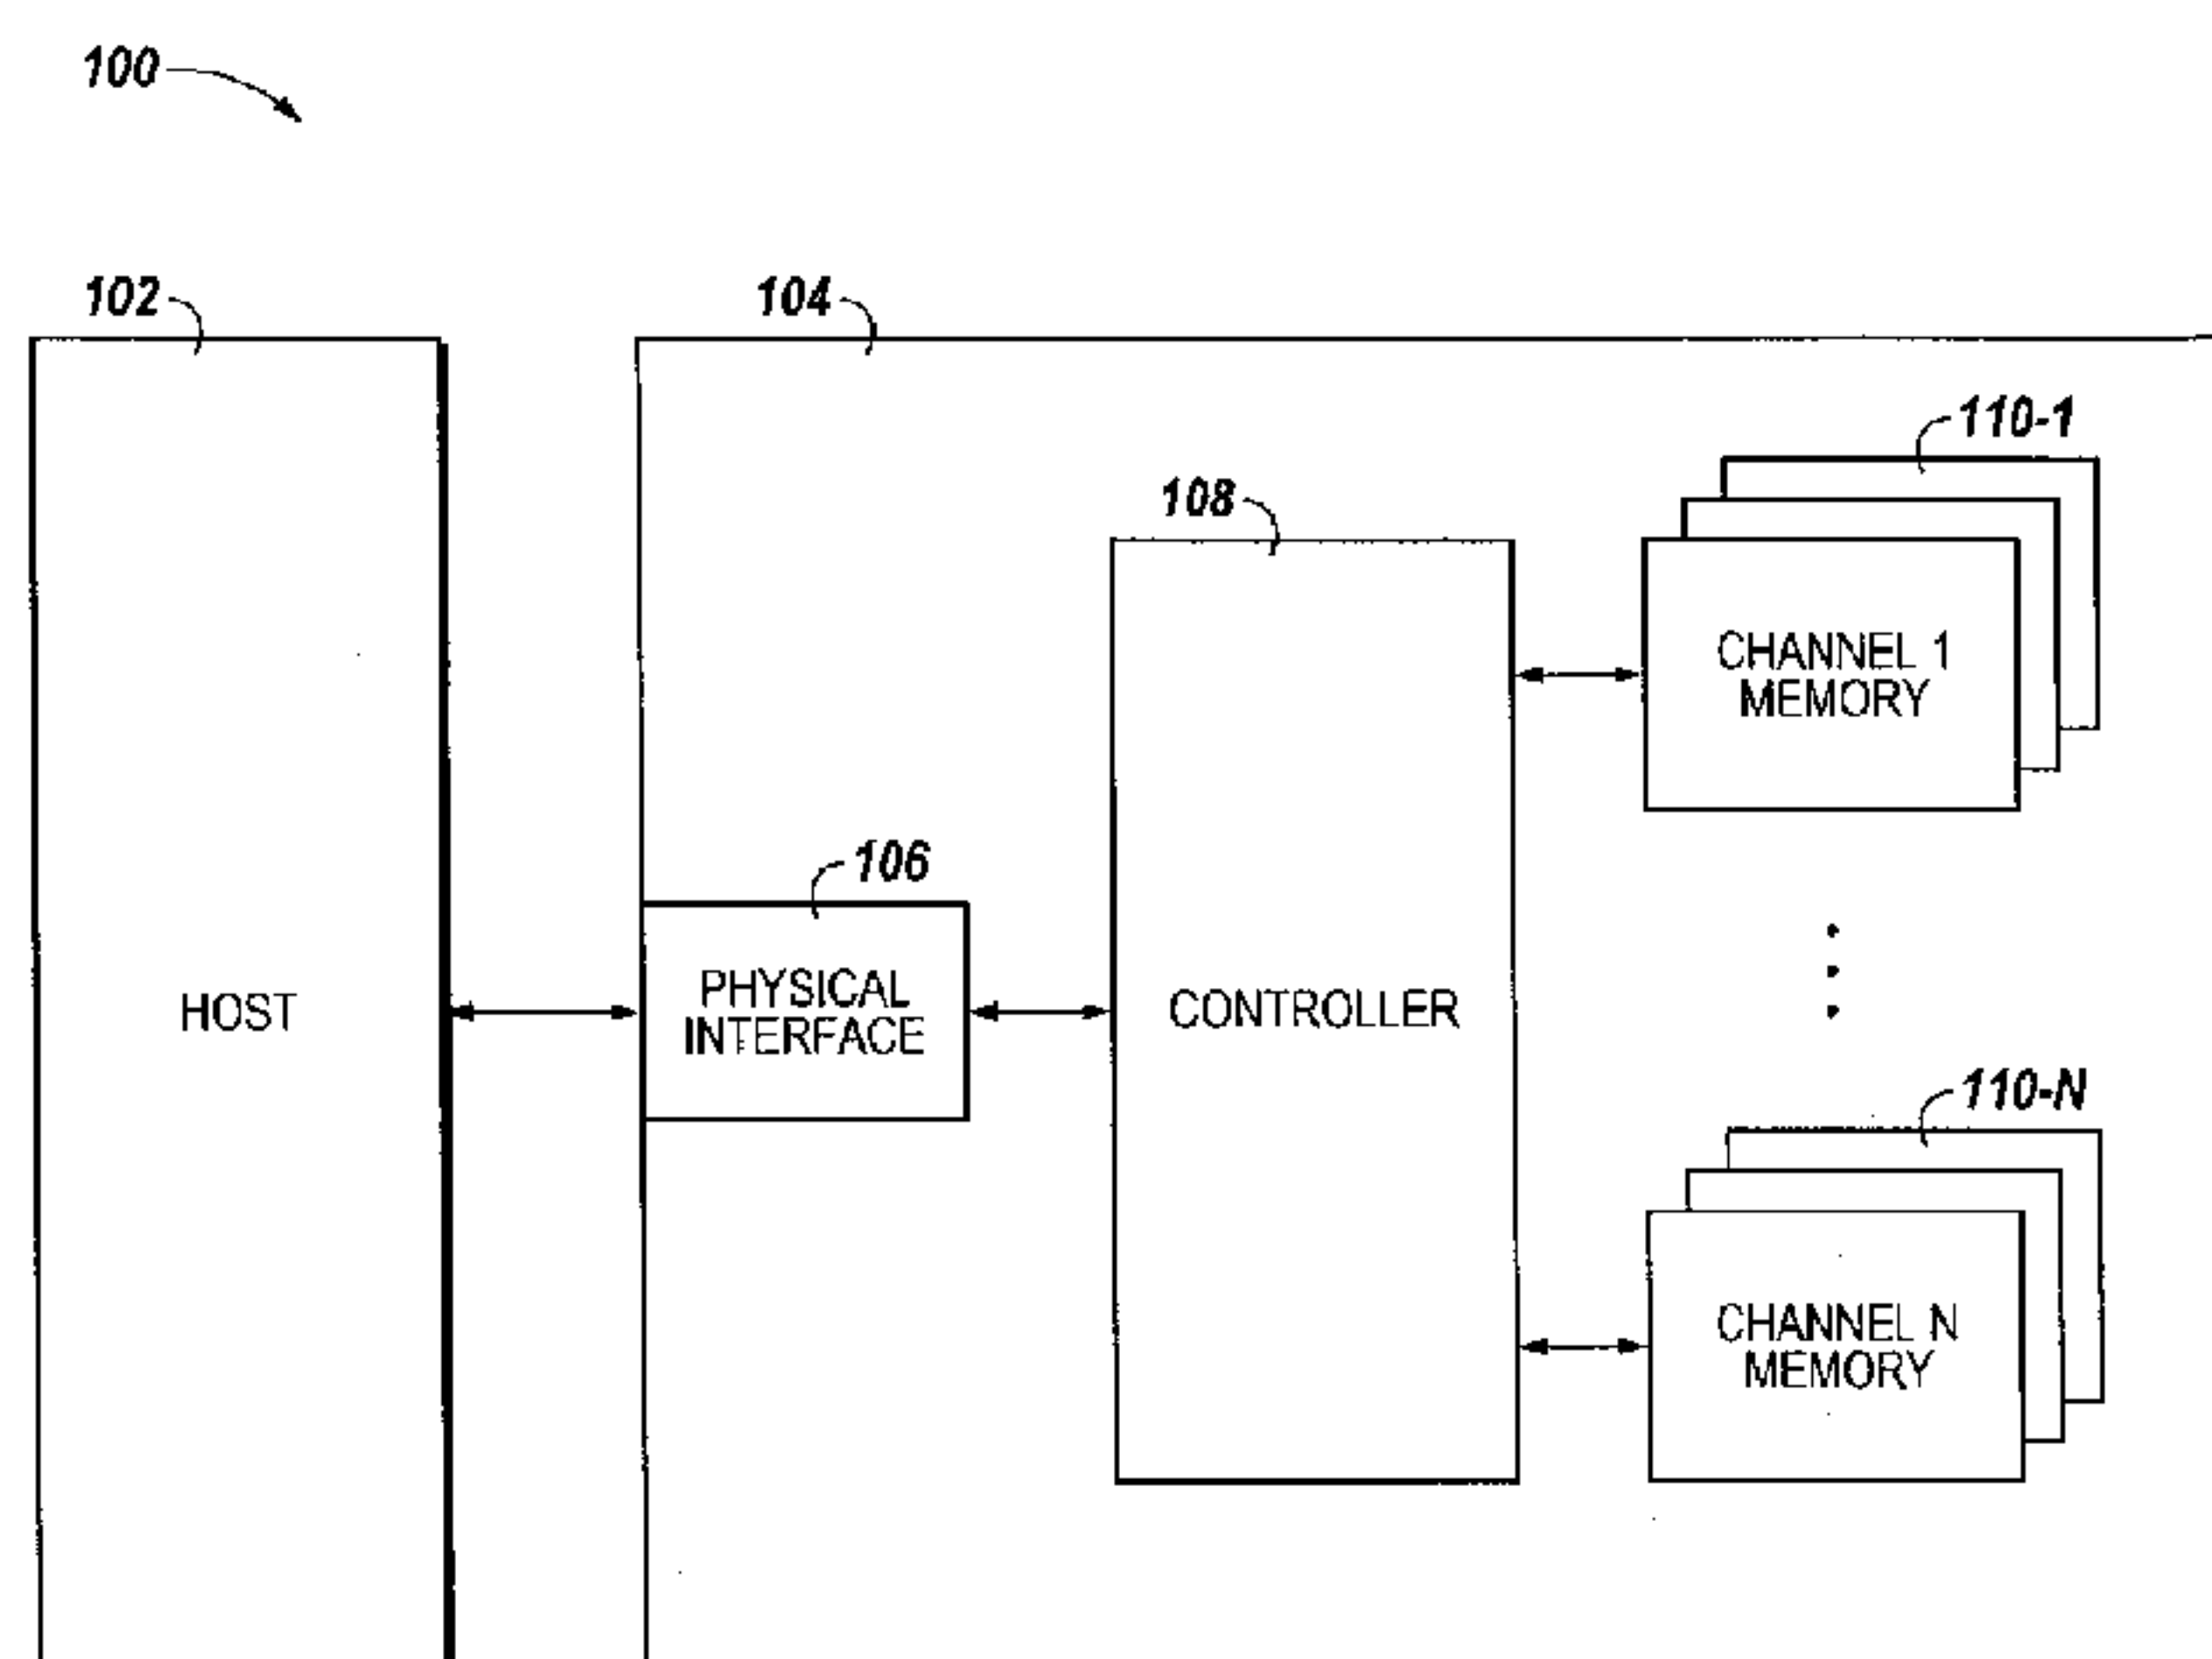 100
102
104
110-1
108
CHANNEL 1
MEMORY
106
PHYSICAL
INTERFACE
HOST
CONTROLLER
110-N
CHANNEL N
MEMORY